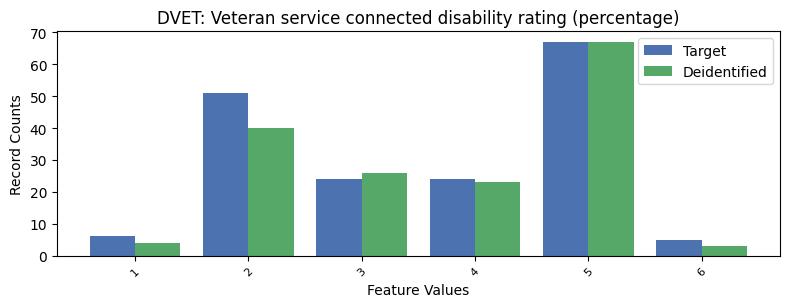 DVET: Veteran service connected disability rating (percentage)
Target
Deidentified
Record Counts
70
60
50
40
30
20
10
0
1 2 3 4 5 6
Feature Values